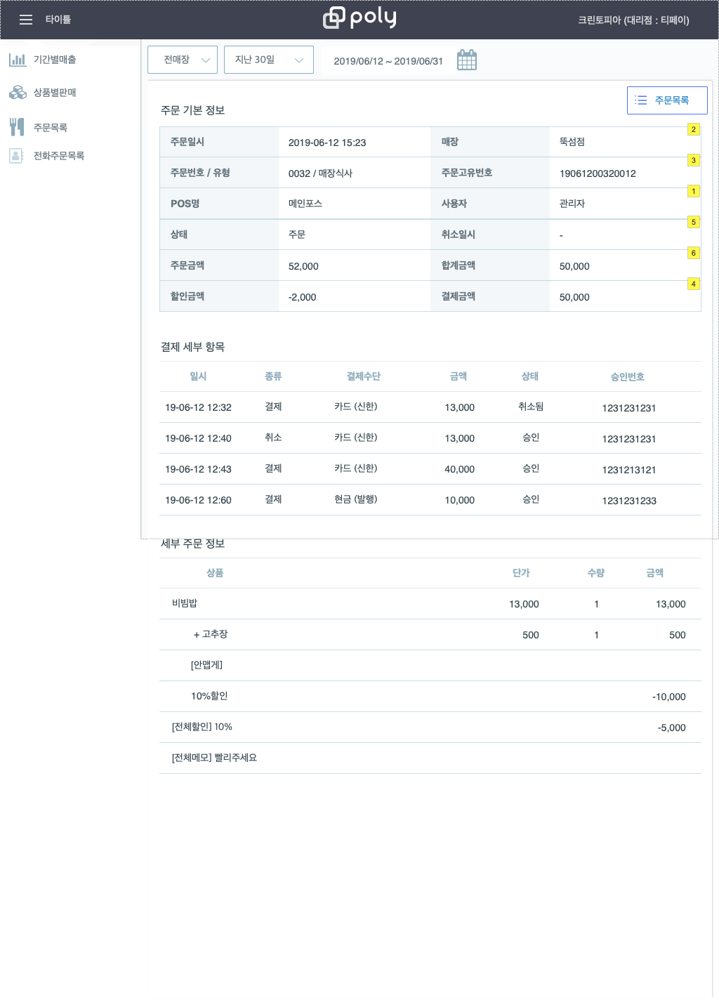 타이틀
poly
크린토피아 (대리점 : 티페이)
기간별매출
상품별판매
주문목록
전화주문목록
전매장 지난 30일 2019/06/12 ~ 2019/06/31
주문목록
주문 기본 정보
주문일시 2019-06-12 15:23 매장 뚝섬점 2
주문번호 / 유형 0032 / 매장식사 주문고유번호 19061200320012 3
POS명 메인포스 사용자 관리자 1
상태 주문 취소일시 - 5
주문금액 52,000 합계금액 50,000 6
할인금액 -2,000 결제금액 50,000 4
결제 세부 항목
일시 종류 결제수단 금액 상태 승인번호
19-06-12 12:32 결제 카드 (신한) 13,000 취소됨 1231231231
19-06-12 12:40 취소 카드 (신한) 13,000 승인 1231231231
19-06-12 12:43 결제 카드 (신한) 40,000 승인 1231213121
19-06-12 12:60 결제 현금 (발행) 10,000 승인 1231231233
세부 주문 정보
상품 단가 수량 금액
비빔밥 13,000 1 13,000
+ 고추장 500 1 500
[안맵게]
10%할인 -10,000
[전체할인] 10% -5,000
[전체메모] 빨리주세요